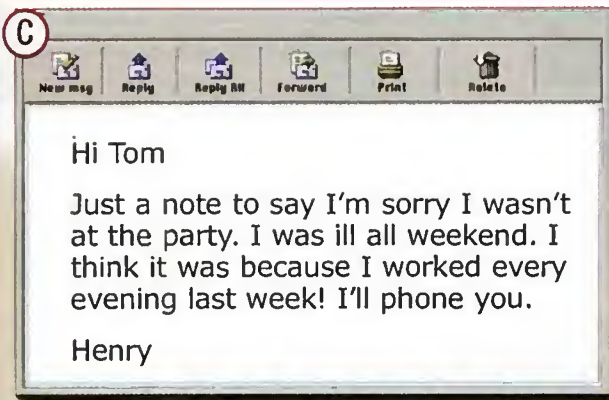 C
New msg Reply Reply All Forward Print Delete
Hi Tom
Just a note to say I'm sorry I wasn't
at the party. I was ill all weekend. I
think it was because I worked every
evening last week! I'll phone you.
Henry